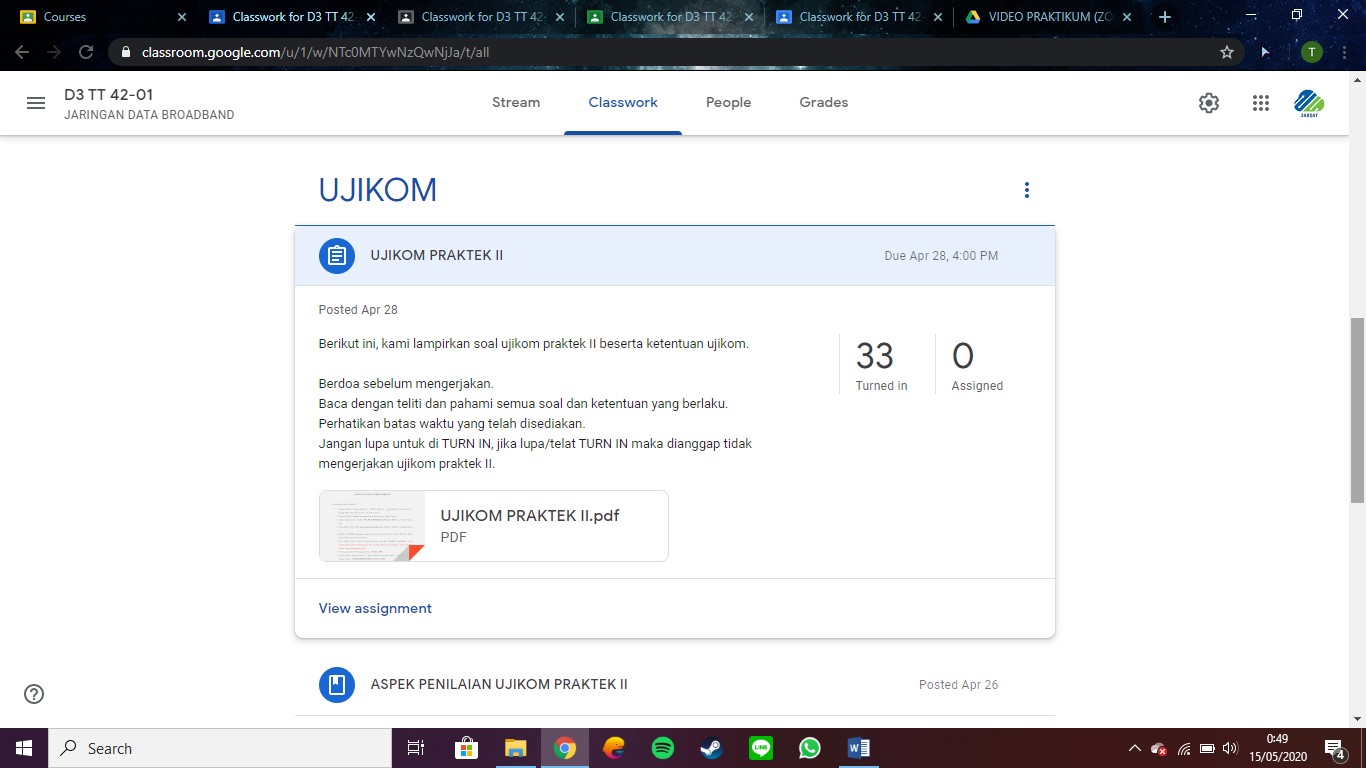 Courses
Classwork for D3 TT 42
Classwork for D3 TT 42
Classwork for D3 TT 42
Classwork for D3 TT 42
VIDEO PRAKTIKUM (ZO
classroom.google.com/u/1/w/NTc0MTYwNzQwNjJa/t/all
T
D3 TT 42-01
JARINGAN DATA BROADBAND
Stream
Classwork
People
Grades
JARDAT
UJIKOM
UJIKOM PRAKTEK II
Due Apr 28, 4:00 PM
Posted Apr 28
Berikut ini, kami lampirkan soal ujikom praktek II beserta ketentuan ujikom.
Berdoa sebelum mengerjakan.
Baca dengan teliti dan pahami semua soal dan ketentuan yang berlaku.
Perhatikan batas waktu yang telah disediakan.
Jangan lupa untuk di TURN IN, jika lupa/telat TURN IN maka dianggap tidak
mengerjakan ujikom praktek II.
33
Turned in
0
Assigned
UJIKOM PRAKTEK II.pdf
PDF
View assignment
ASPEK PENILAIAN UJIKOM PRAKTEK II
Posted Apr 26
Search
LINE
W
0:49
15/05/2020
4